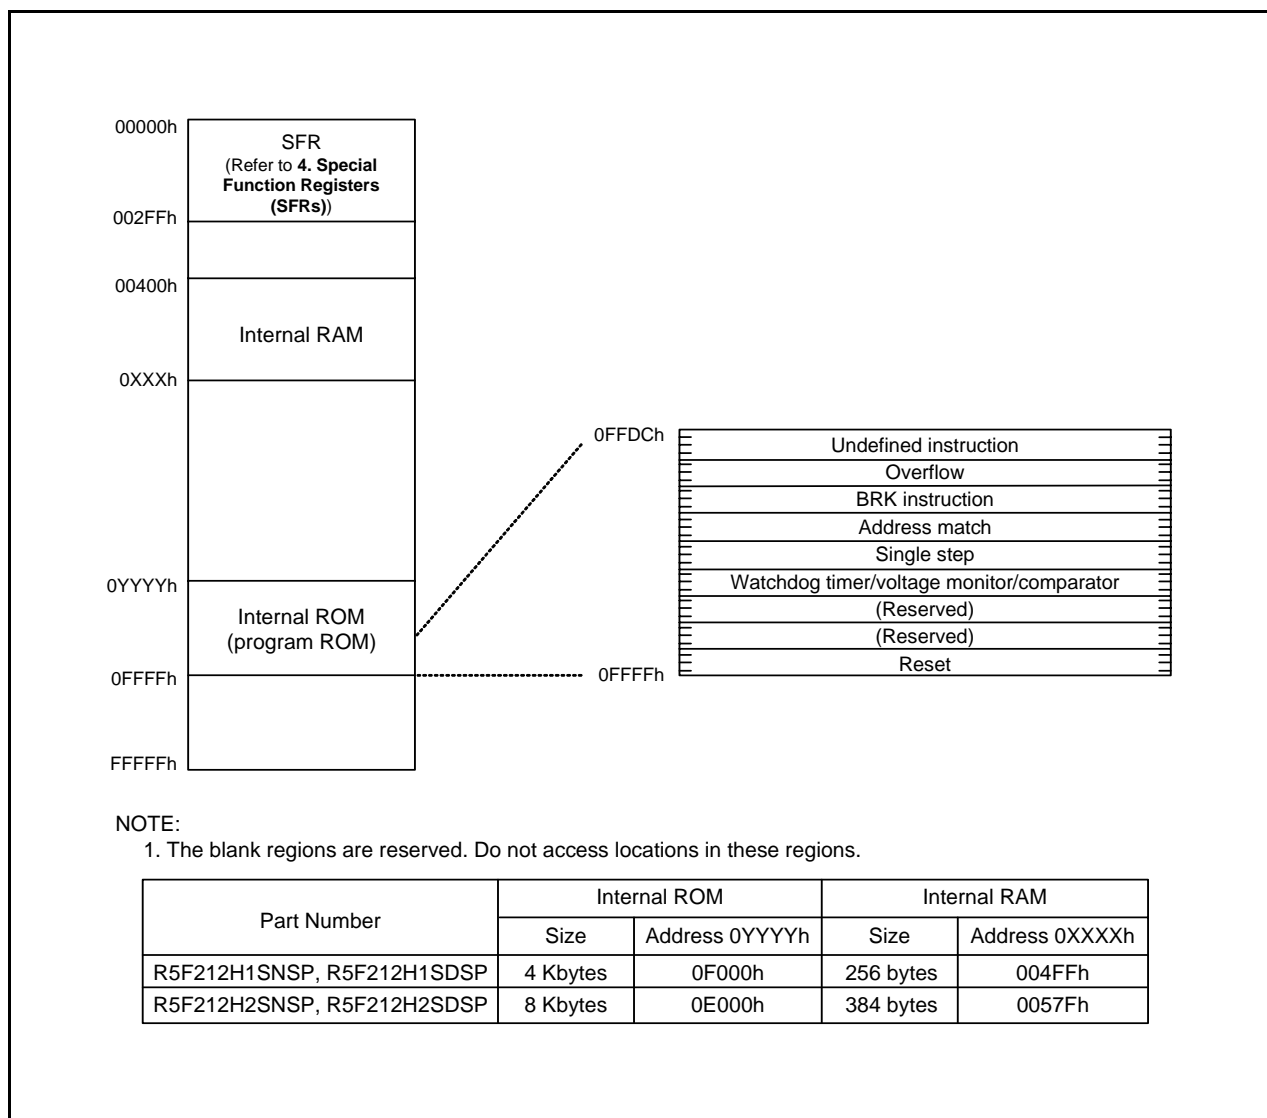 00000h
SFR
(Refer to 4. Special
Function Registers
(SFRs))
002FFh
00400h
Internal RAM
0XXXh
0FFDCh
Undefined instruction
Overflow
BRK instruction
Address match
Single step
0YYYYh
Watchdog timer/voltage monitor/comparator
Internal ROM
(program ROM)
(Reserved)
(Reserved)
Reset
0FFFFh
0FFFFh
FFFFFh
NOTE:
1. The blank regions are reserved. Do not access locations in these regions.
Part Number Internal ROM Internal RAM
Size Address 0YYYYh Size Address 0XXXXh
R5F212H1SNSP, R5F212H1SDSP 4 Kbytes 0F000h 256 bytes 004FFh
R5F212H2SNSP, R5F212H2SDSP 8 Kbytes 0E000h 384 bytes 0057Fh